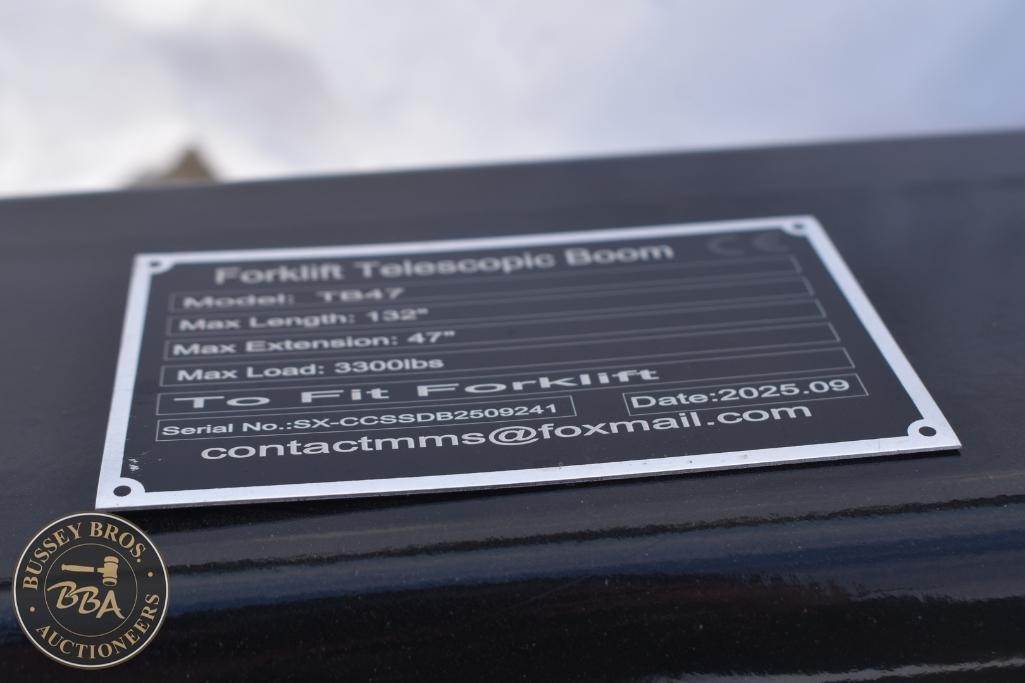 Forklift Telescopic Boom CE
Model: TB47
Max Length: 132"
Max Extension: 47"
Max Load: 3300lbs
To Fit Forklift
Serial No.:SX-CCSSDB2509241 Date:2025.09
contactmms@foxmail.com
BUSSEY BROS.
BBA
AUCTIONEERS